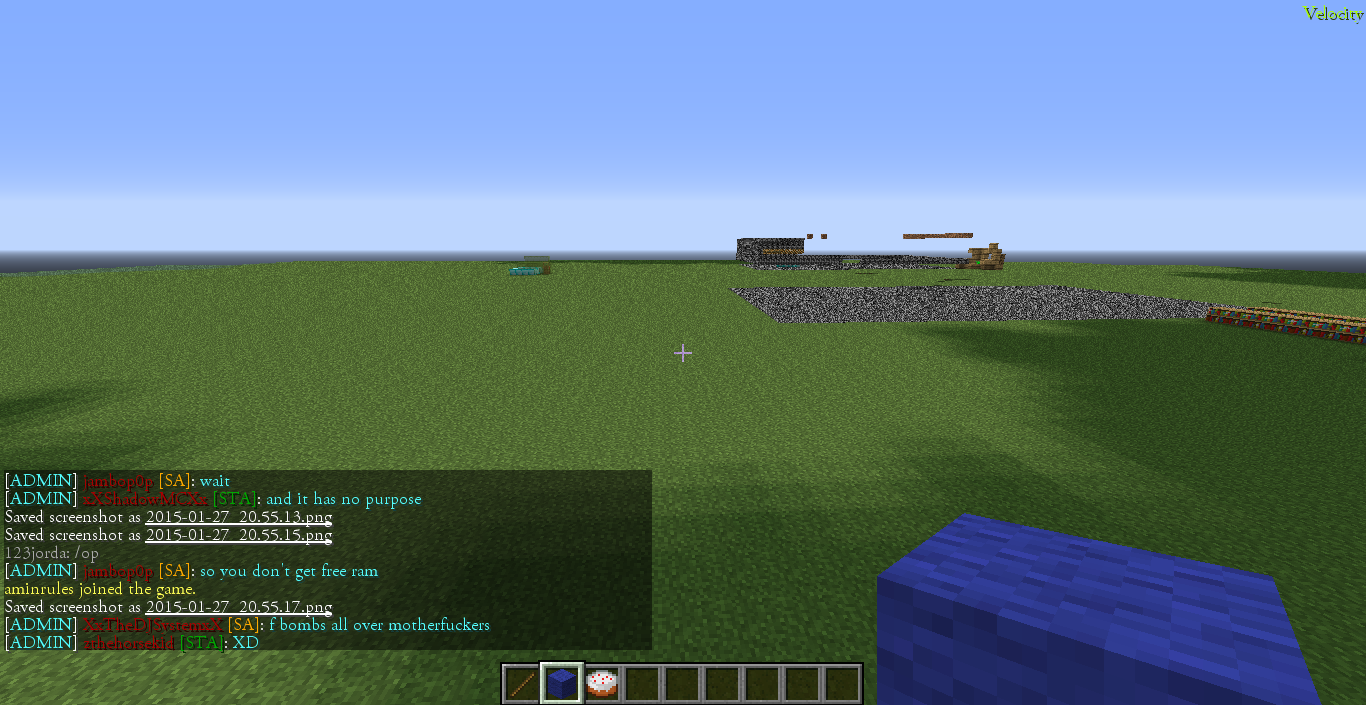 Velocity
[ADMIN] jambop0p [SA]: wait
[ADMIN] xXShadowMCXx [STA]: and it has no purpose
Saved screenshot as 2015-01-27_20.55.13.png
Saved screenshot as 2015-01-27_20.55.15.png
123jorda: /op
[ADMIN] jambop0p [SA]: so you don't get free ram
aminrules joined the game.
Saved screenshot as 2015-01-27_20.55.17.png
[ADMIN] XxTheDJSystemxX [SA]: f bombs all over motherfuckers
[ADMIN] [STA]: XD